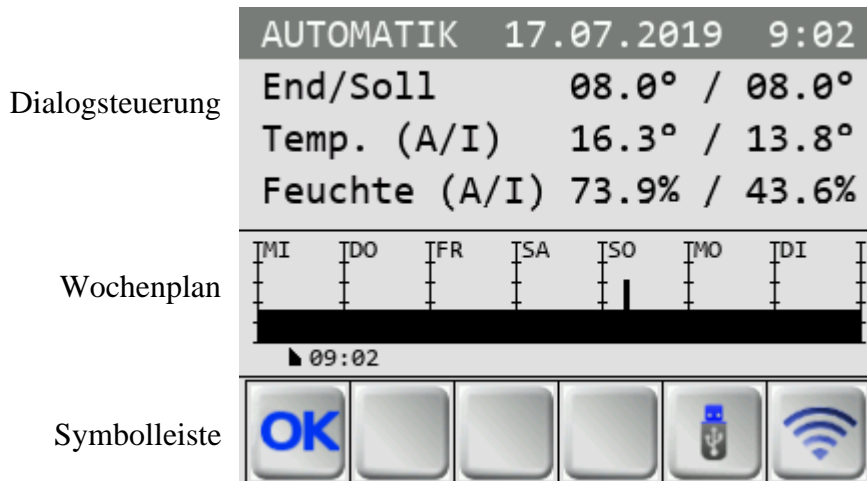 AUTOMATIK 17.07.2019 9:02
Dialogsteuerung
End/Soll 08.0° / 08.0°
Temp. (A/I) 16.3° / 13.8°
Feuchte (A/I) 73.9% / 43.6%
Wochenplan
MI DO FR SA SO MO DI
09:02
Symbolleiste
OK